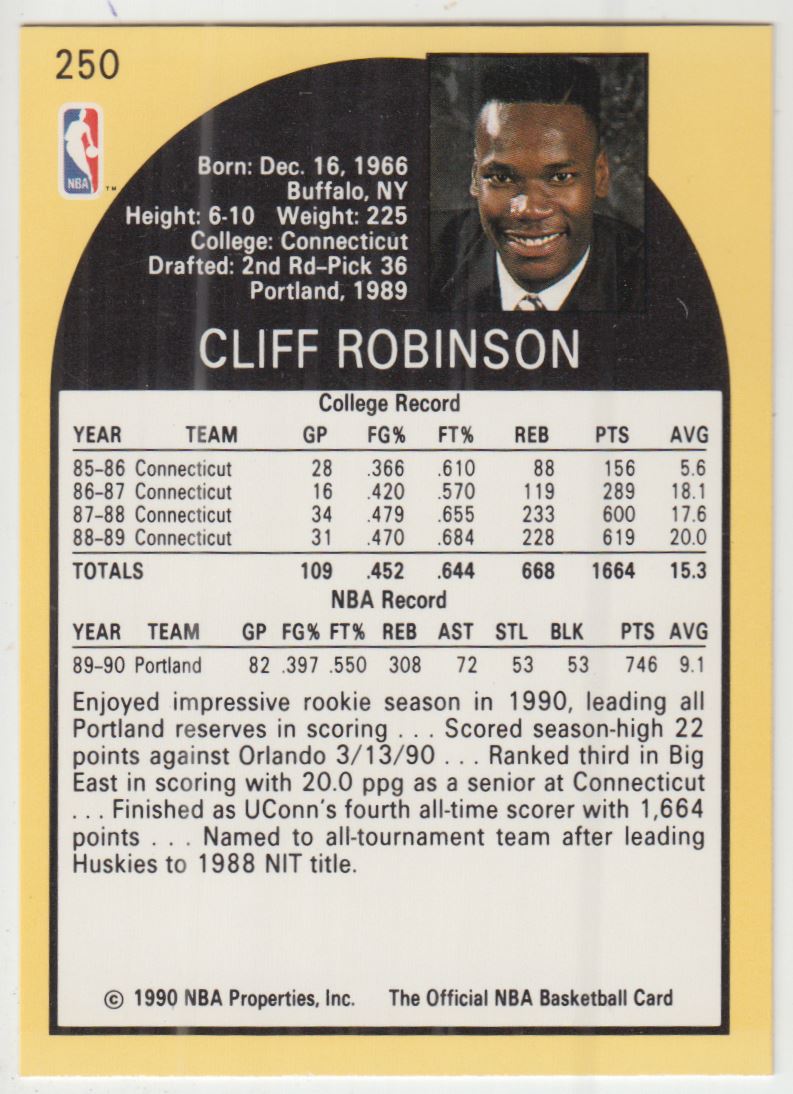 250
NBA
TM
Born: Dec. 16, 1966
Buffalo, NY
Height: 6-10 Weight: 225
College: Connecticut
Drafted: 2nd Rd–Pick 36
Portland, 1989
CLIFF ROBINSON
College Record
YEAR TEAM GP FG% FT% REB PTS AVG
85–86 Connecticut 28 .366 .610 88 156 5.6
86–87 Connecticut 16 .420 .570 119 289 18.1
87–88 Connecticut 34 .479 .655 233 600 17.6
88–89 Connecticut 31 .470 .684 228 619 20.0
TOTALS 109 .452 .644 668 1664 15.3
NBA Record
YEAR TEAM GP FG% FT% REB AST STL BLK PTS AVG
89–90 Portland 82 .397 .550 308 72 53 53 746 9.1
Enjoyed impressive rookie season in 1990, leading all
Portland reserves in scoring . . . Scored season-high 22
points against Orlando 3/13/90 . . . Ranked third in Big
East in scoring with 20.0 ppg as a senior at Connecticut
. . . Finished as UConn's fourth all-time scorer with 1,664
points . . . Named to all-tournament team after leading
Huskies to 1988 NIT title.
© 1990 NBA Properties, Inc. The Official NBA Basketball Card